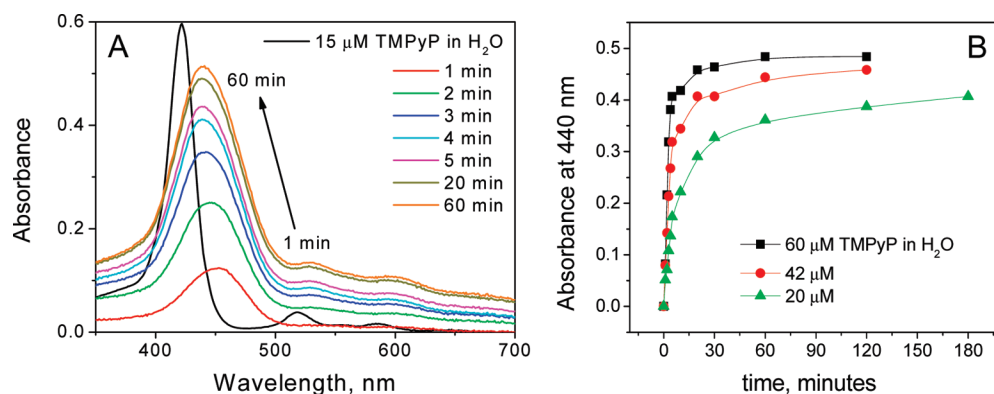 A
15 μM TMPyP in H₂O
1 min
2 min
3 min
4 min
5 min
20 min
60 min
60 min
1 min
0.6
0.4
0.2
0.0
Absorbance
400 500 600 700
Wavelength, nm
B
0.5
0.4
0.3
0.2
0.1
0.0
Absorbance at 440 nm
60 μM TMPyP in H₂O
42 μM
20 μM
0 30 60 90 120 150 180
time, minutes